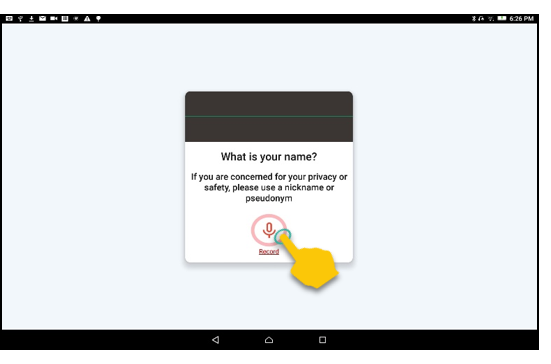 6:26 PM
What is your name?
If you are concerned for your privacy or
safety, please use a nickname or
pseudonym
Record